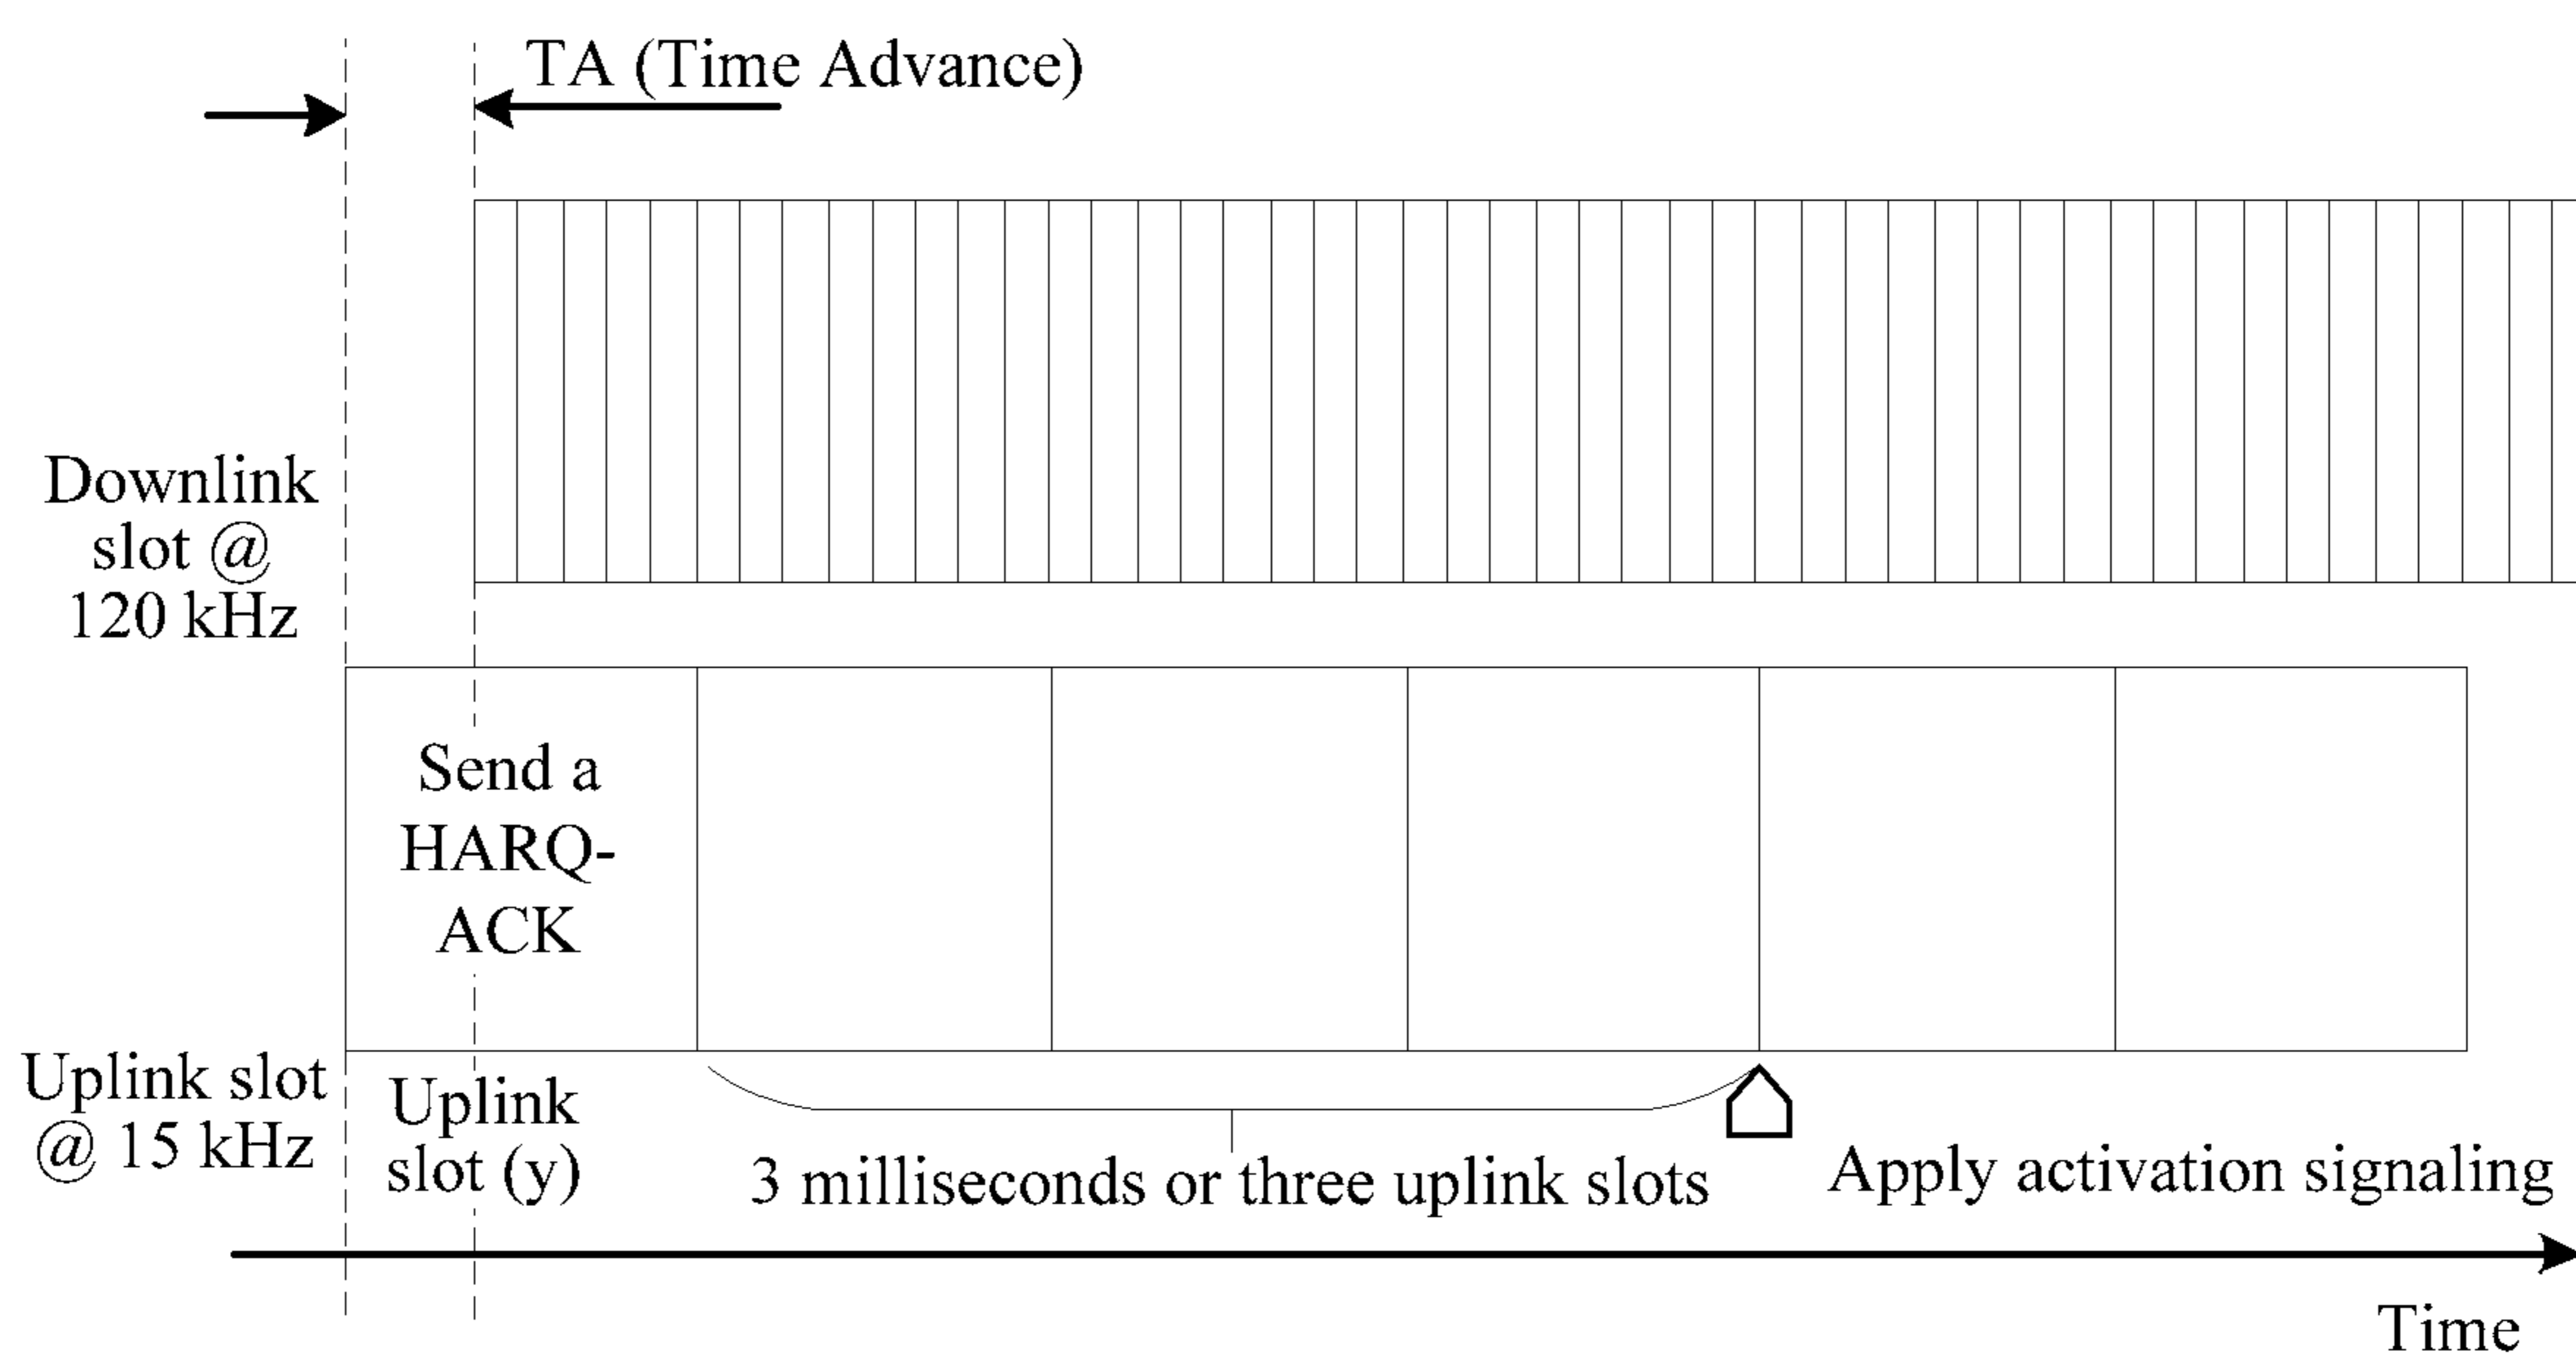 TA (Time Advance)
Downlink
slot @
120 kHz
Send a
HARQ-
ACK
Uplink slot
@ 15 kHz
Uplink
slot (y)
3 milliseconds or three uplink slots
Apply activation signaling
Time